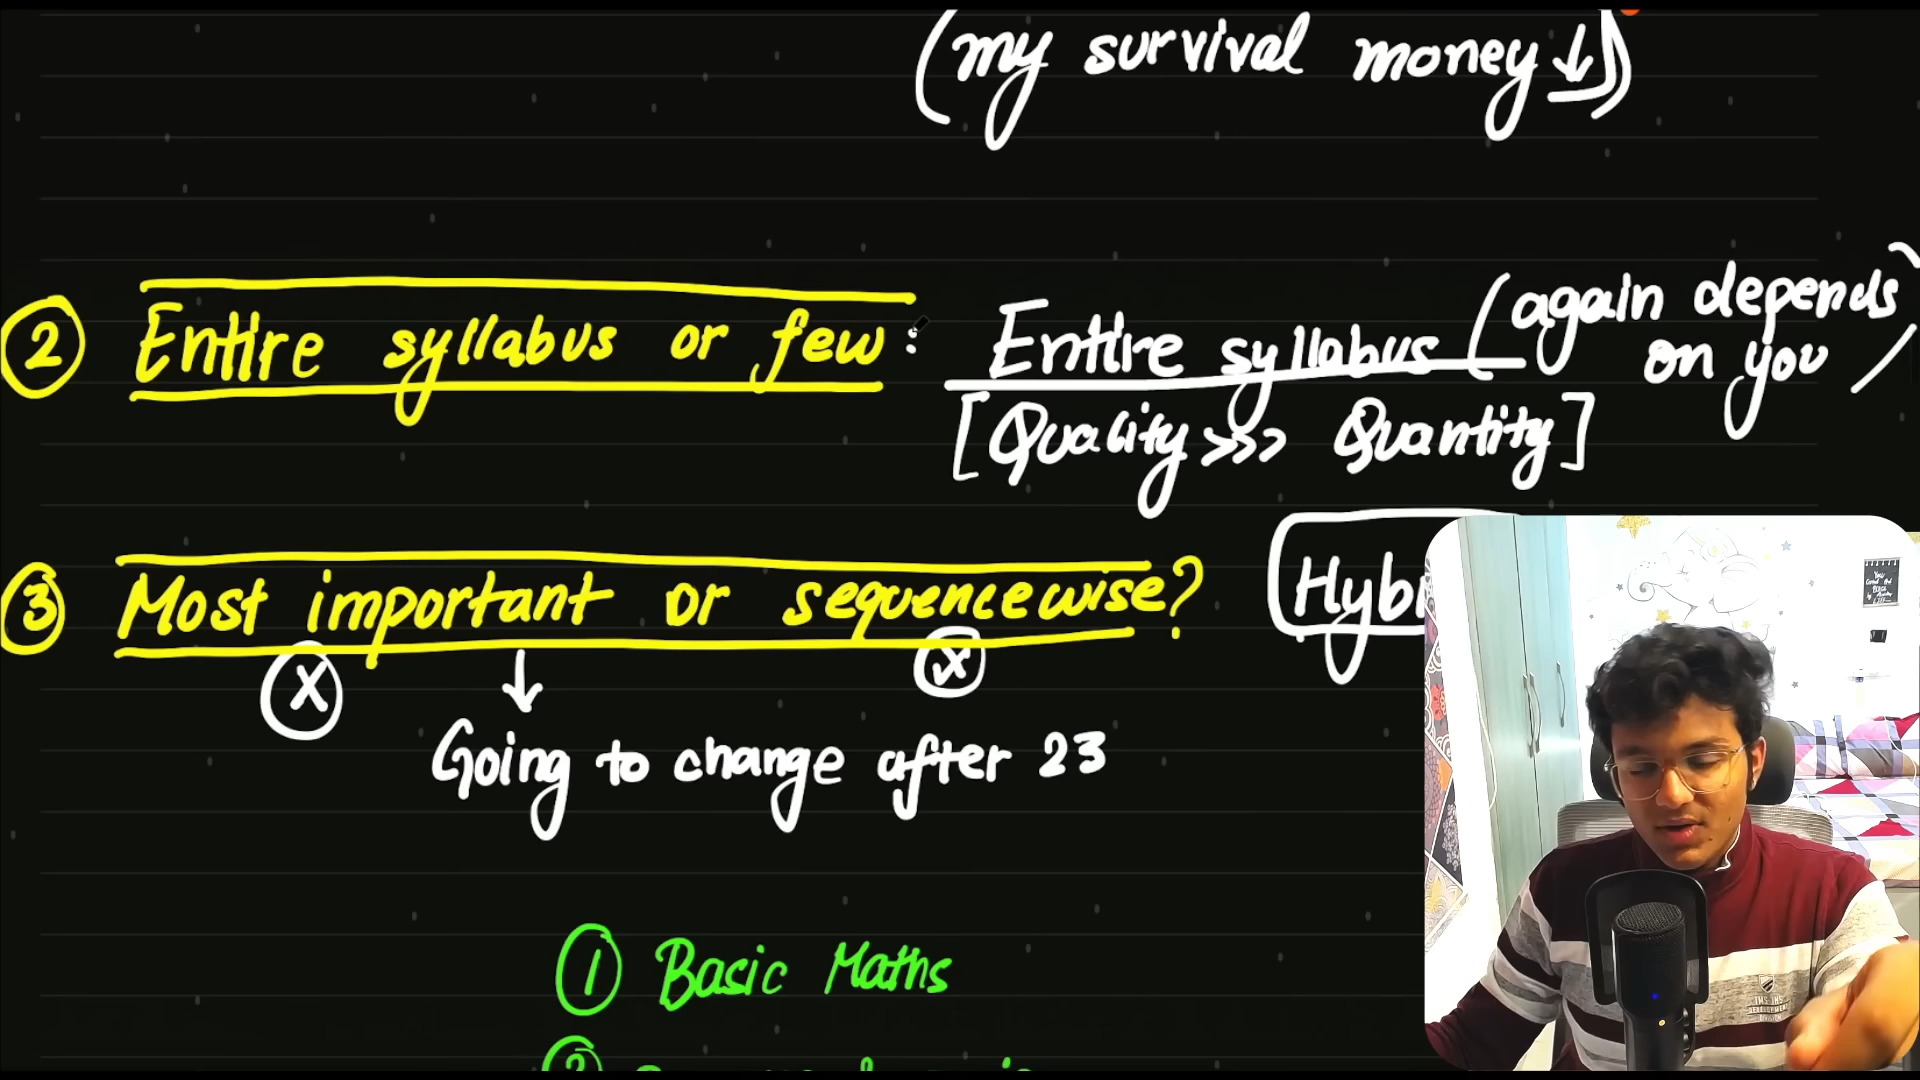 (my survival money ↓)
② Entire syllabus or few : Entire syllabus (again depends on you)
[Quality >>> Quantity]
③ Most important or sequencewise?
X X
↓
Going to change after 23
① Basic Maths